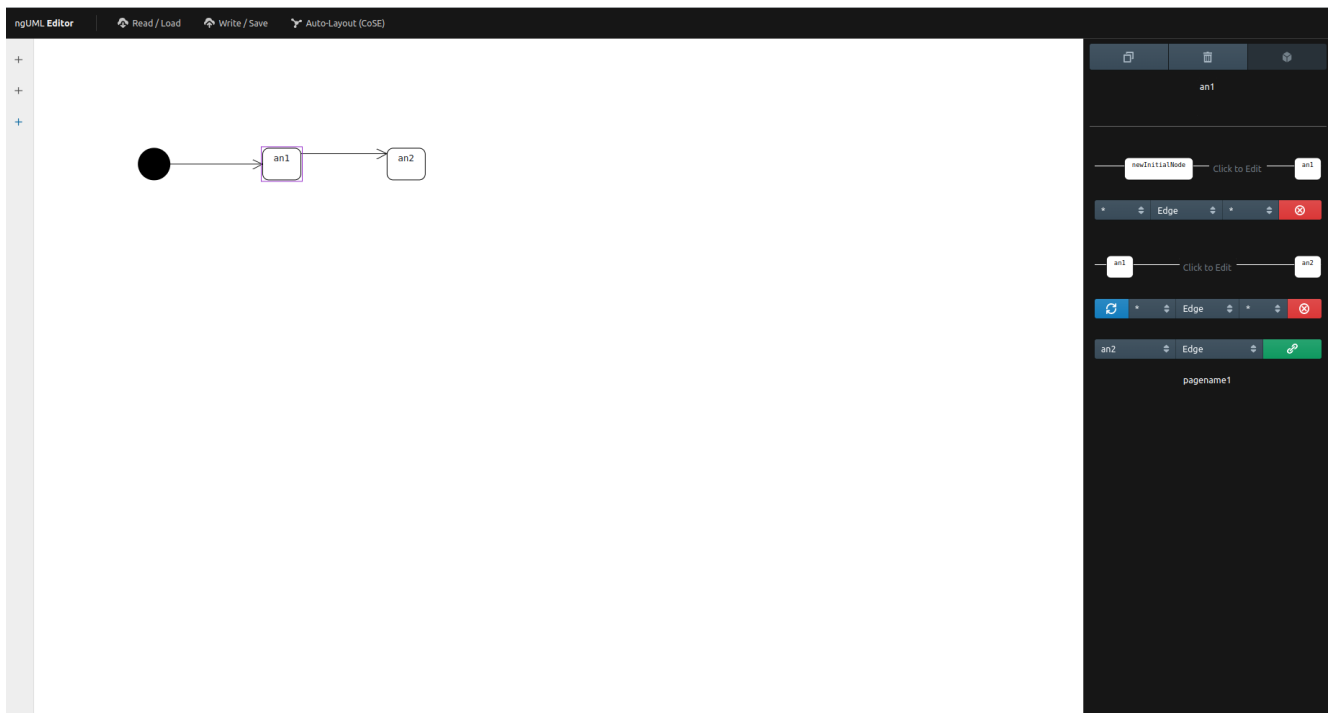 ngUML Editor Read / Load Write / Save Auto-Layout (CoSE)
+
+
+
an1 an2
an1
newInitialNode Click to Edit an1
* Edge *
an1 Click to Edit an2
* Edge *
an2 Edge
pagename1